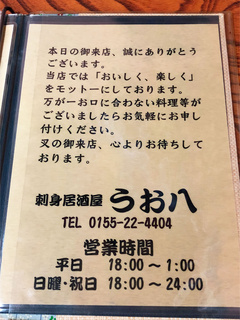 本日の御来店、誠にありがとう
ございます。
当店では「おいしく、楽しく」
をモットーにしております。
万が一お口に合わない料理等が
ございましたらお気軽にお申し
付けください。
又の御来店、心よりお待ちして
おります。
刺身居酒屋 うお八
TEL 0155-22-4404
営業時間
平日 18:00～1:00
日曜・祝日 18:00～24:00